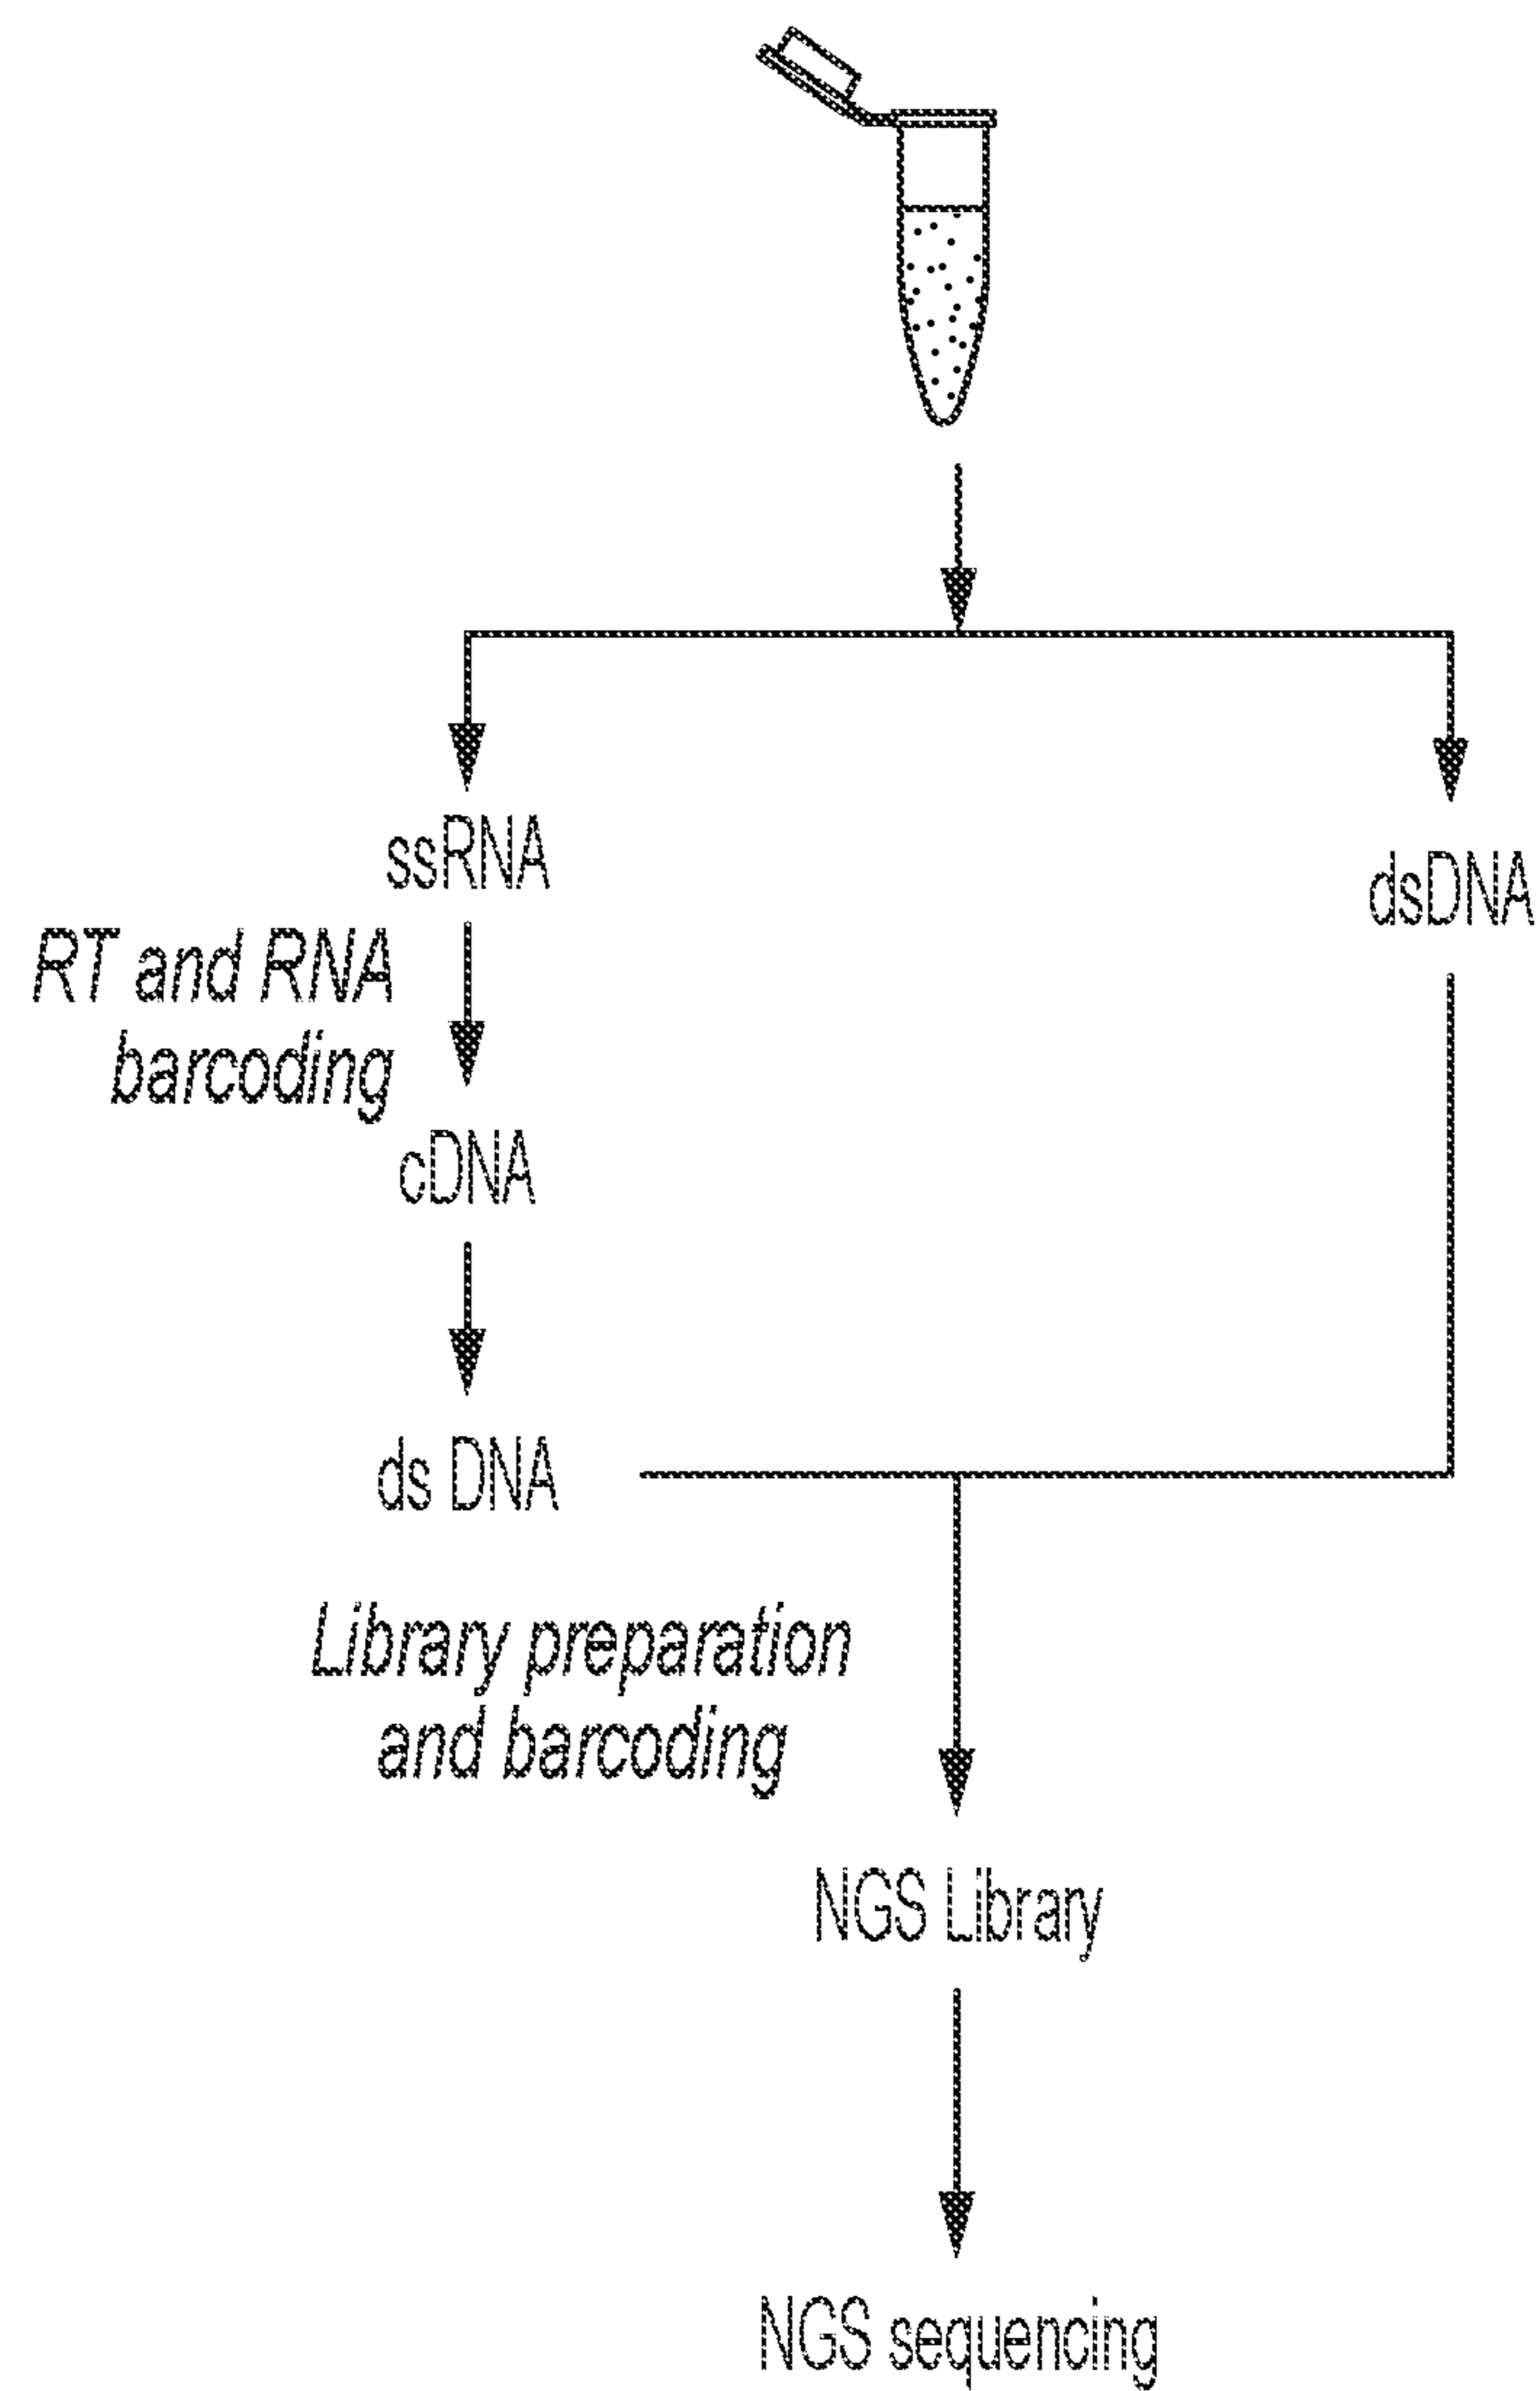 ssRNA
dsDNA
RT and RNA
barcoding
cDNA
ds DNA
Library preparation
and barcoding
NGS Library
NGS sequencing